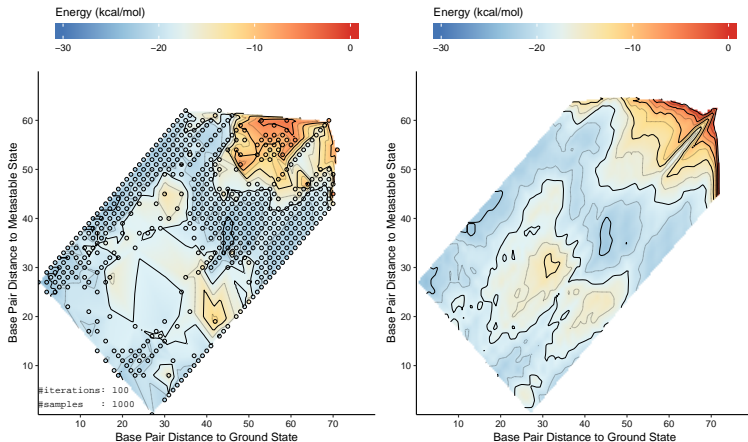 Energy (kcal/mol)
−30 −20 −10 0
Base Pair Distance to Metastable State
60
50
40
30
20
10
#iterations: 100
#samples : 1000
10 20 30 40 50 60 70
Base Pair Distance to Ground State
Energy (kcal/mol)
−30 −20 −10 0
Base Pair Distance to Metastable State
60
50
40
30
20
10
10 20 30 40 50 60 70
Base Pair Distance to Ground State